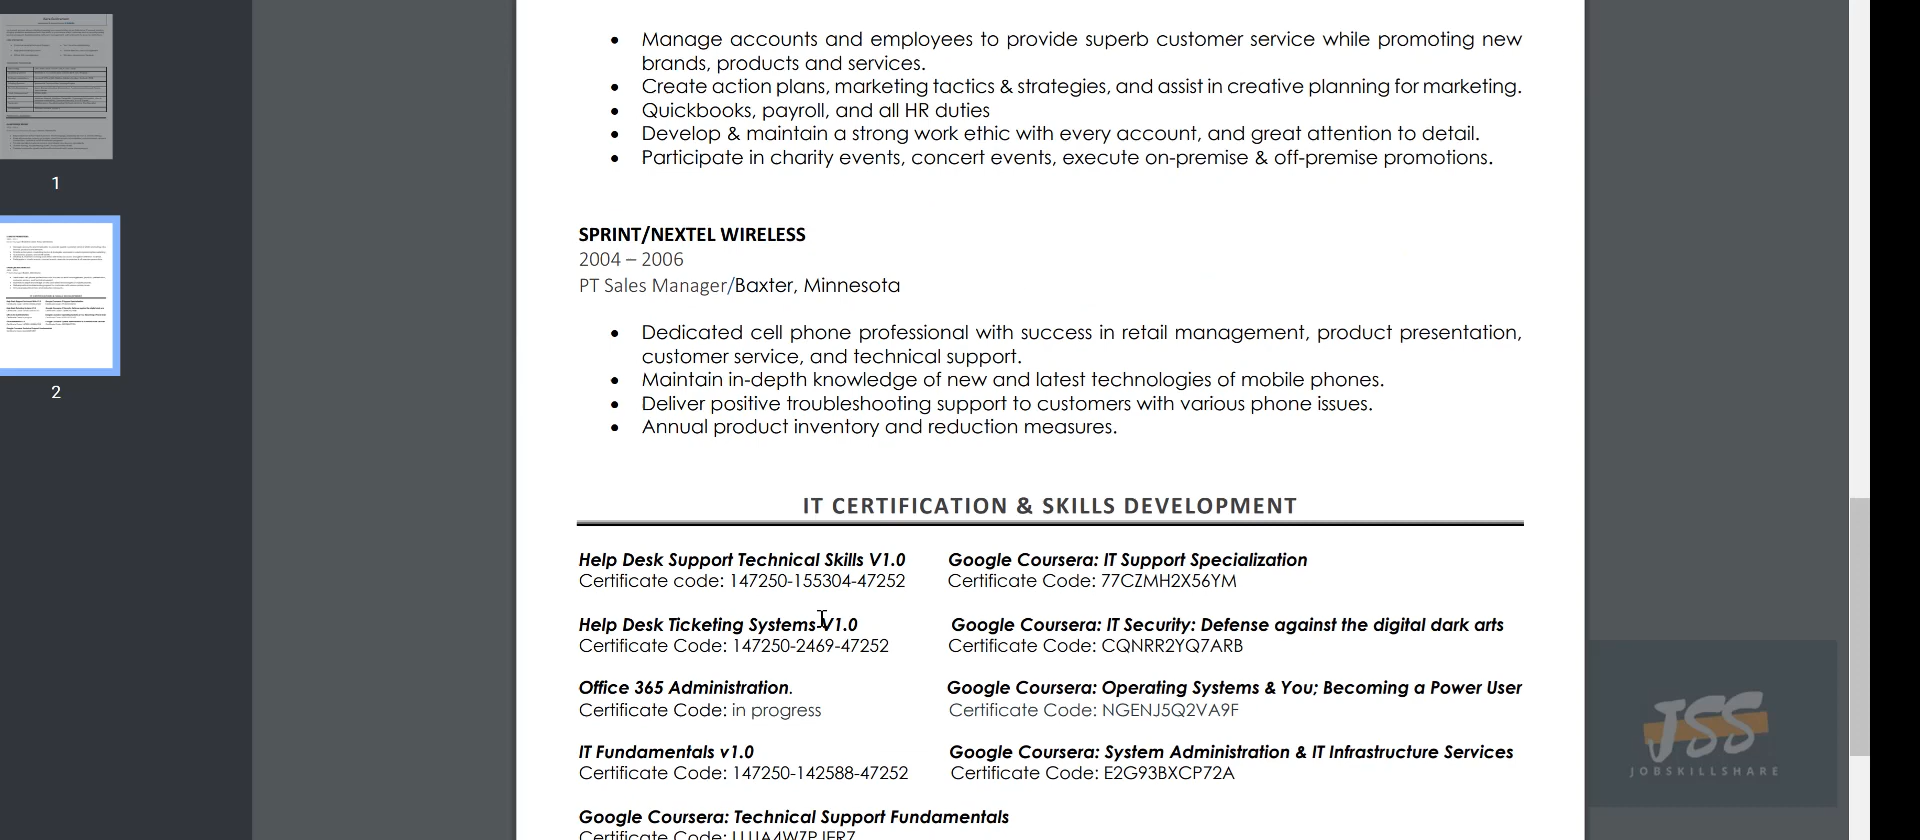 Manage accounts and employees to provide superb customer service while promoting new
brands, products and services.
Create action plans, marketing tactics & strategies, and assist in creative planning for marketing.
Quickbooks, payroll, and all HR duties
Develop & maintain a strong work ethic with every account, and great attention to detail.
Participate in charity events, concert events, execute on-premise & off-premise promotions.
1
SPRINT/NEXTEL WIRELESS
2004 – 2006
PT Sales Manager/Baxter, Minnesota
Dedicated cell phone professional with success in retail management, product presentation,
customer service, and technical support.
Maintain in-depth knowledge of new and latest technologies of mobile phones.
2
Deliver positive troubleshooting support to customers with various phone issues.
Annual product inventory and reduction measures.
IT CERTIFICATION & SKILLS DEVELOPMENT
Help Desk Support Technical Skills V1.0 Google Coursera: IT Support Specialization
Certificate code: 147250-155304-47252 Certificate Code: 77CZMH2X56YM
Help Desk Ticketing Systems V1.0 Google Coursera: IT Security: Defense against the digital dark arts
Certificate Code: 147250-2469-47252 Certificate Code: CQNRR2YQ7ARB
Office 365 Administration. Google Coursera: Operating Systems & You; Becoming a Power User
Certificate Code: in progress Certificate Code: NGENJ5Q2VA9F
IT Fundamentals v1.0 Google Coursera: System Administration & IT Infrastructure Services
Certificate Code: 147250-142588-47252 Certificate Code: E2G93BXCP72A
JSS
JOBSKILLSHARE
Google Coursera: Technical Support Fundamentals
Certificate Code: